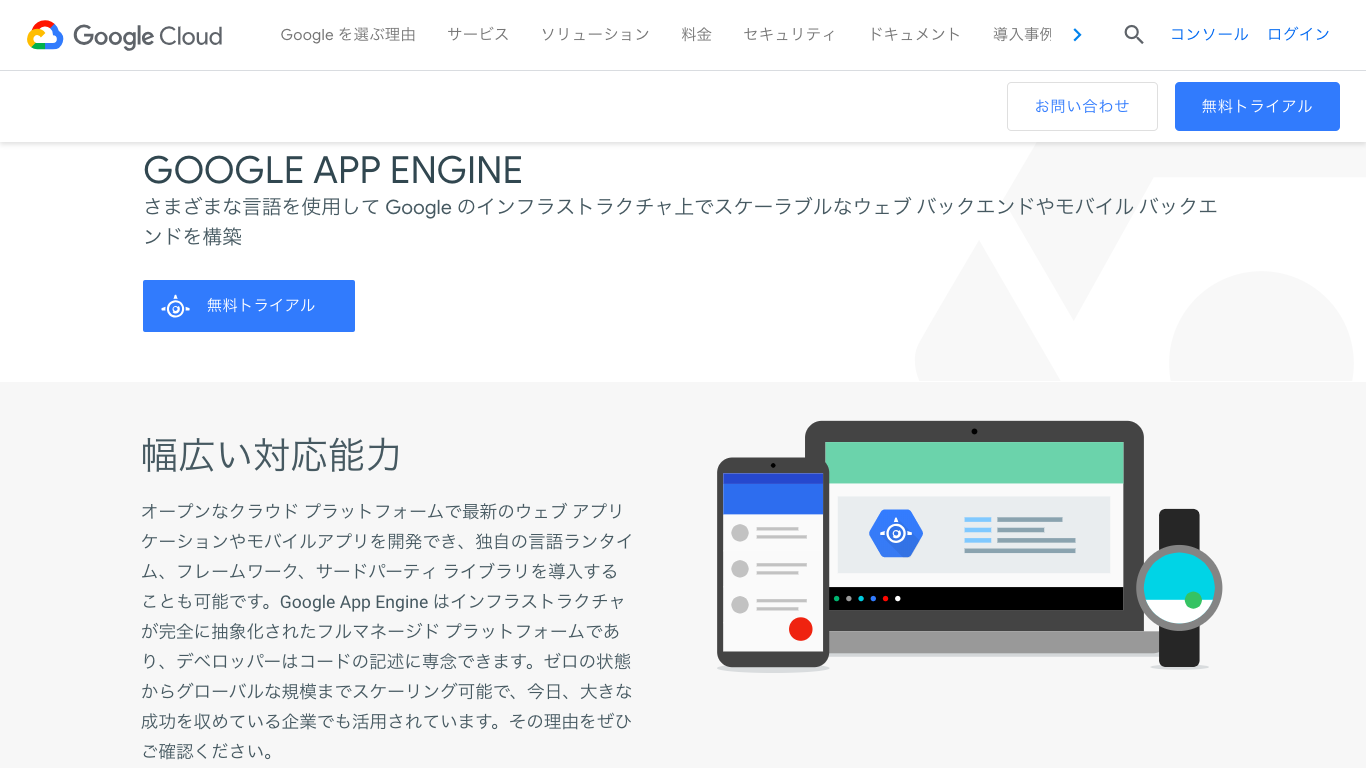 Google Cloud
Google を選ぶ理由
サービス
ソリューション
料金
セキュリティ
ドキュメント
導入事例
コンソール
ログイン
お問い合わせ
無料トライアル
GOOGLE APP ENGINE
さまざまな言語を使用して Google のインフラストラクチャ上でスケーラブルなウェブ バックエンドやモバイル バックエ
ンドを構築
無料トライアル
幅広い対応能力
オープンなクラウド プラットフォームで最新のウェブ アプリ
ケーションやモバイルアプリを開発でき、独自の言語ランタイ
ム、フレームワーク、サードパーティ ライブラリを導入する
ことも可能です。Google App Engine はインフラストラクチャ
が完全に抽象化されたフルマネージド プラットフォームであ
り、デベロッパーはコードの記述に専念できます。ゼロの状態
からグローバルな規模までスケーリング可能で、今日、大きな
成功を収めている企業でも活用されています。その理由をぜひ
ご確認ください。